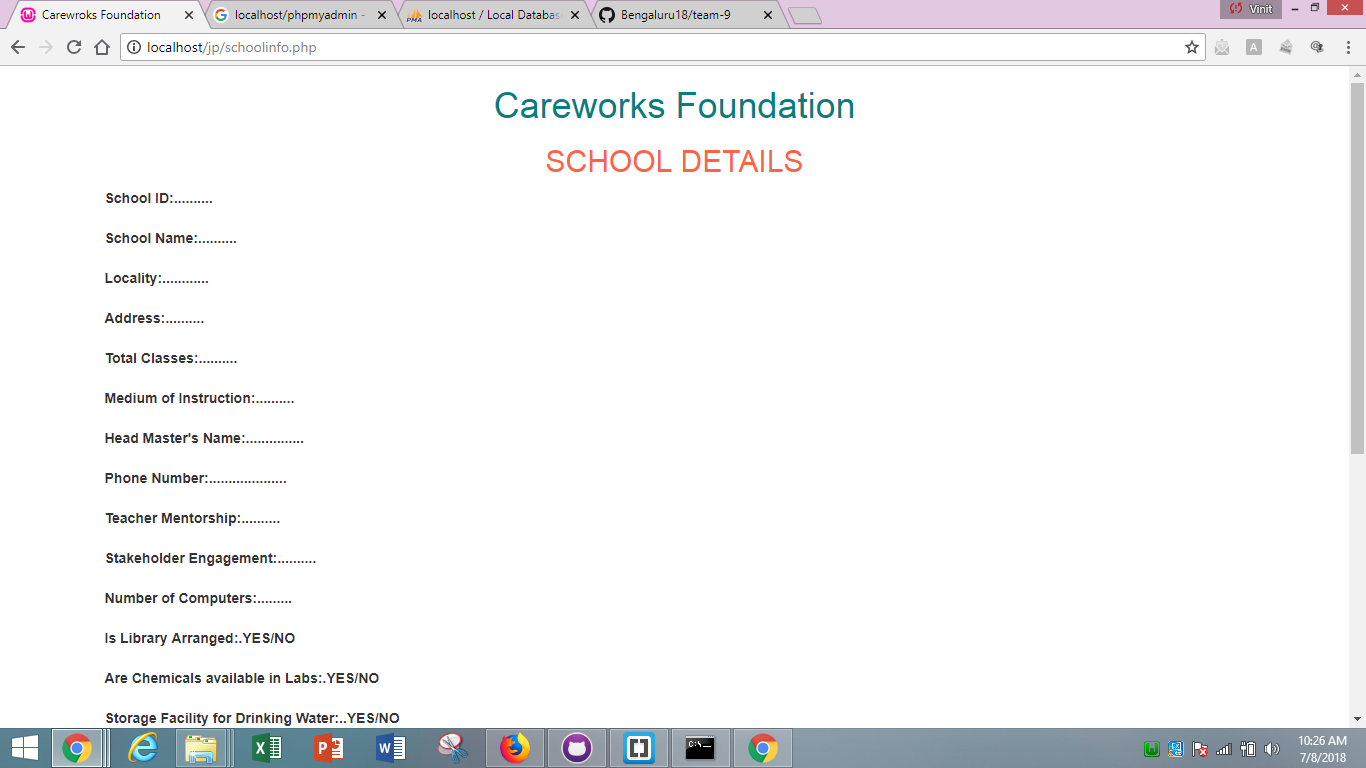 Carewroks Foundation
localhost/phpmyadmin -
localhost / Local Databas
Bengaluru18/team-9
Vinit
localhost/jp/schoolinfo.php
Careworks Foundation
SCHOOL DETAILS
School ID:..........
School Name:..........
Locality:............
Address:..........
Total Classes:..........
Medium of Instruction:..........
Head Master's Name:...............
Phone Number:....................
Teacher Mentorship:..........
Stakeholder Engagement:..........
Number of Computers:.........
Is Library Arranged:.YES/NO
Are Chemicals available in Labs:.YES/NO
Storage Facility for Drinking Water:..YES/NO
10:26 AM
7/8/2018